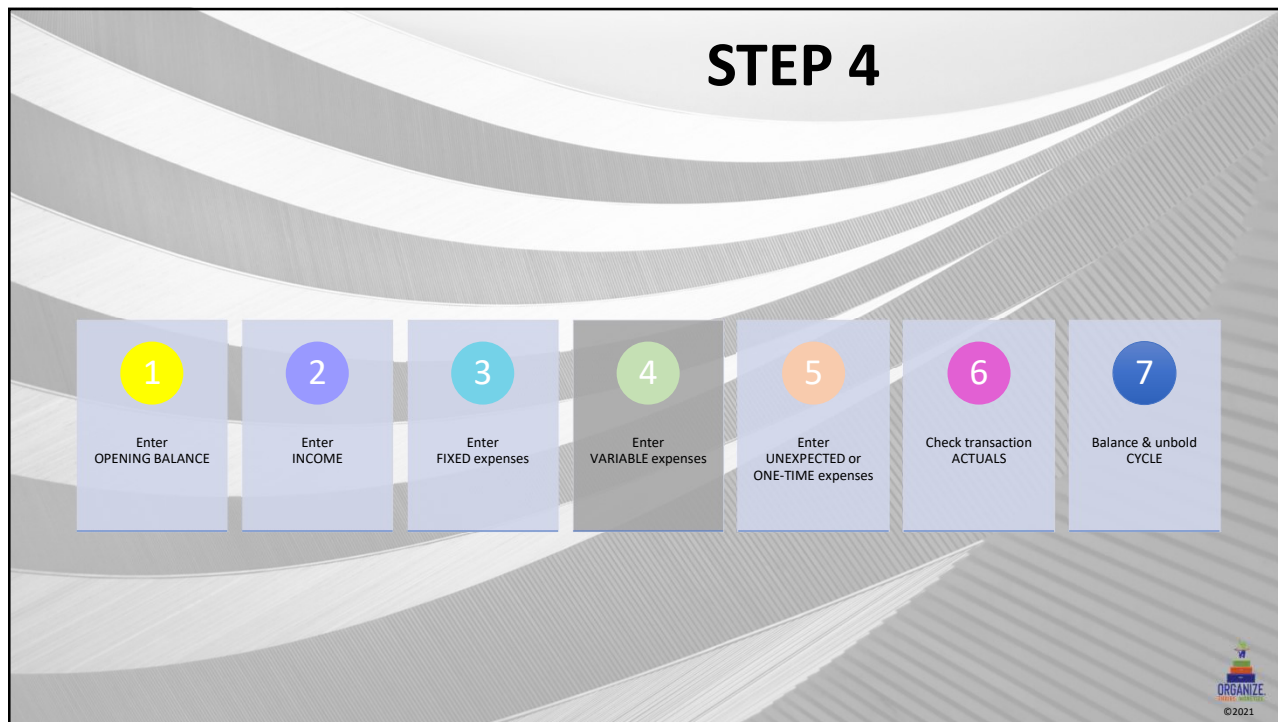 STEP 4
1
Enter
OPENING BALANCE
2
Enter
INCOME
3
Enter
FIXED expenses
4
Enter
VARIABLE expenses
5
Enter
UNEXPECTED or
ONE-TIME expenses
6
Check transaction
ACTUALS
7
Balance & unbold
CYCLE
ORGANIZE.
©2021